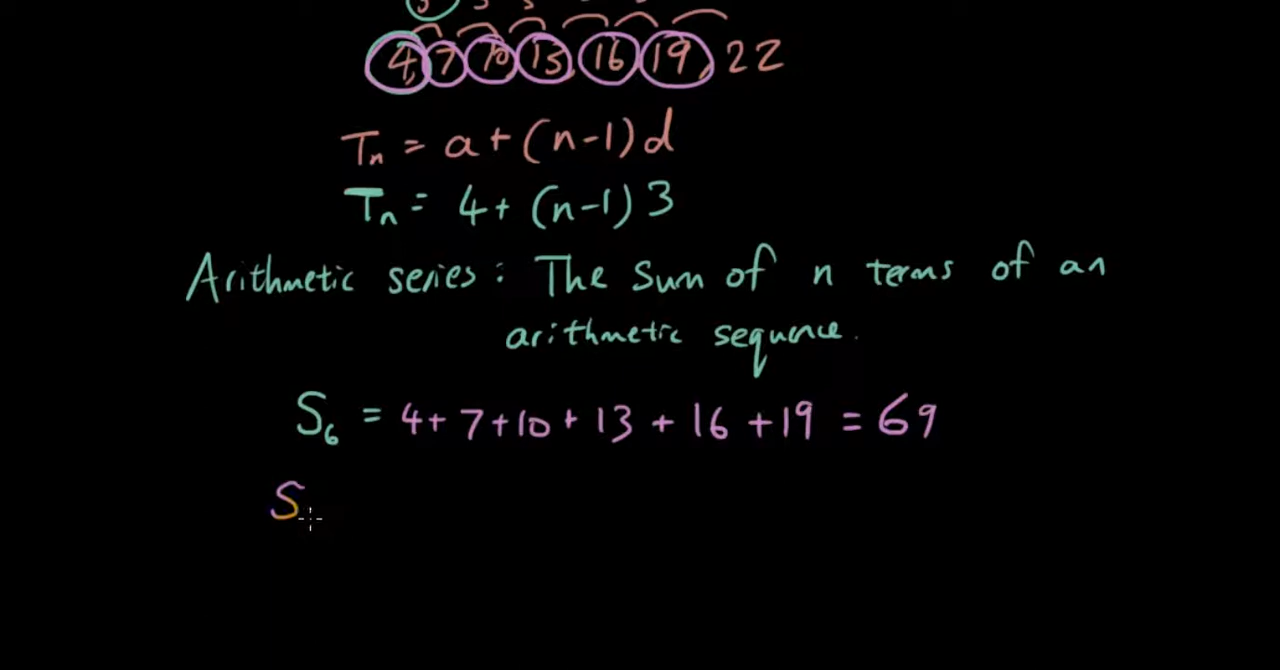 4, 7, 10, 13, 16, 19, 22
Tn = a + (n-1) d
Tn = 4 + (n-1) 3
Arithmetic series : The Sum of n terms of an
arithmetic sequence.
S6 = 4 + 7 + 10 + 13 + 16 + 19 = 69
S